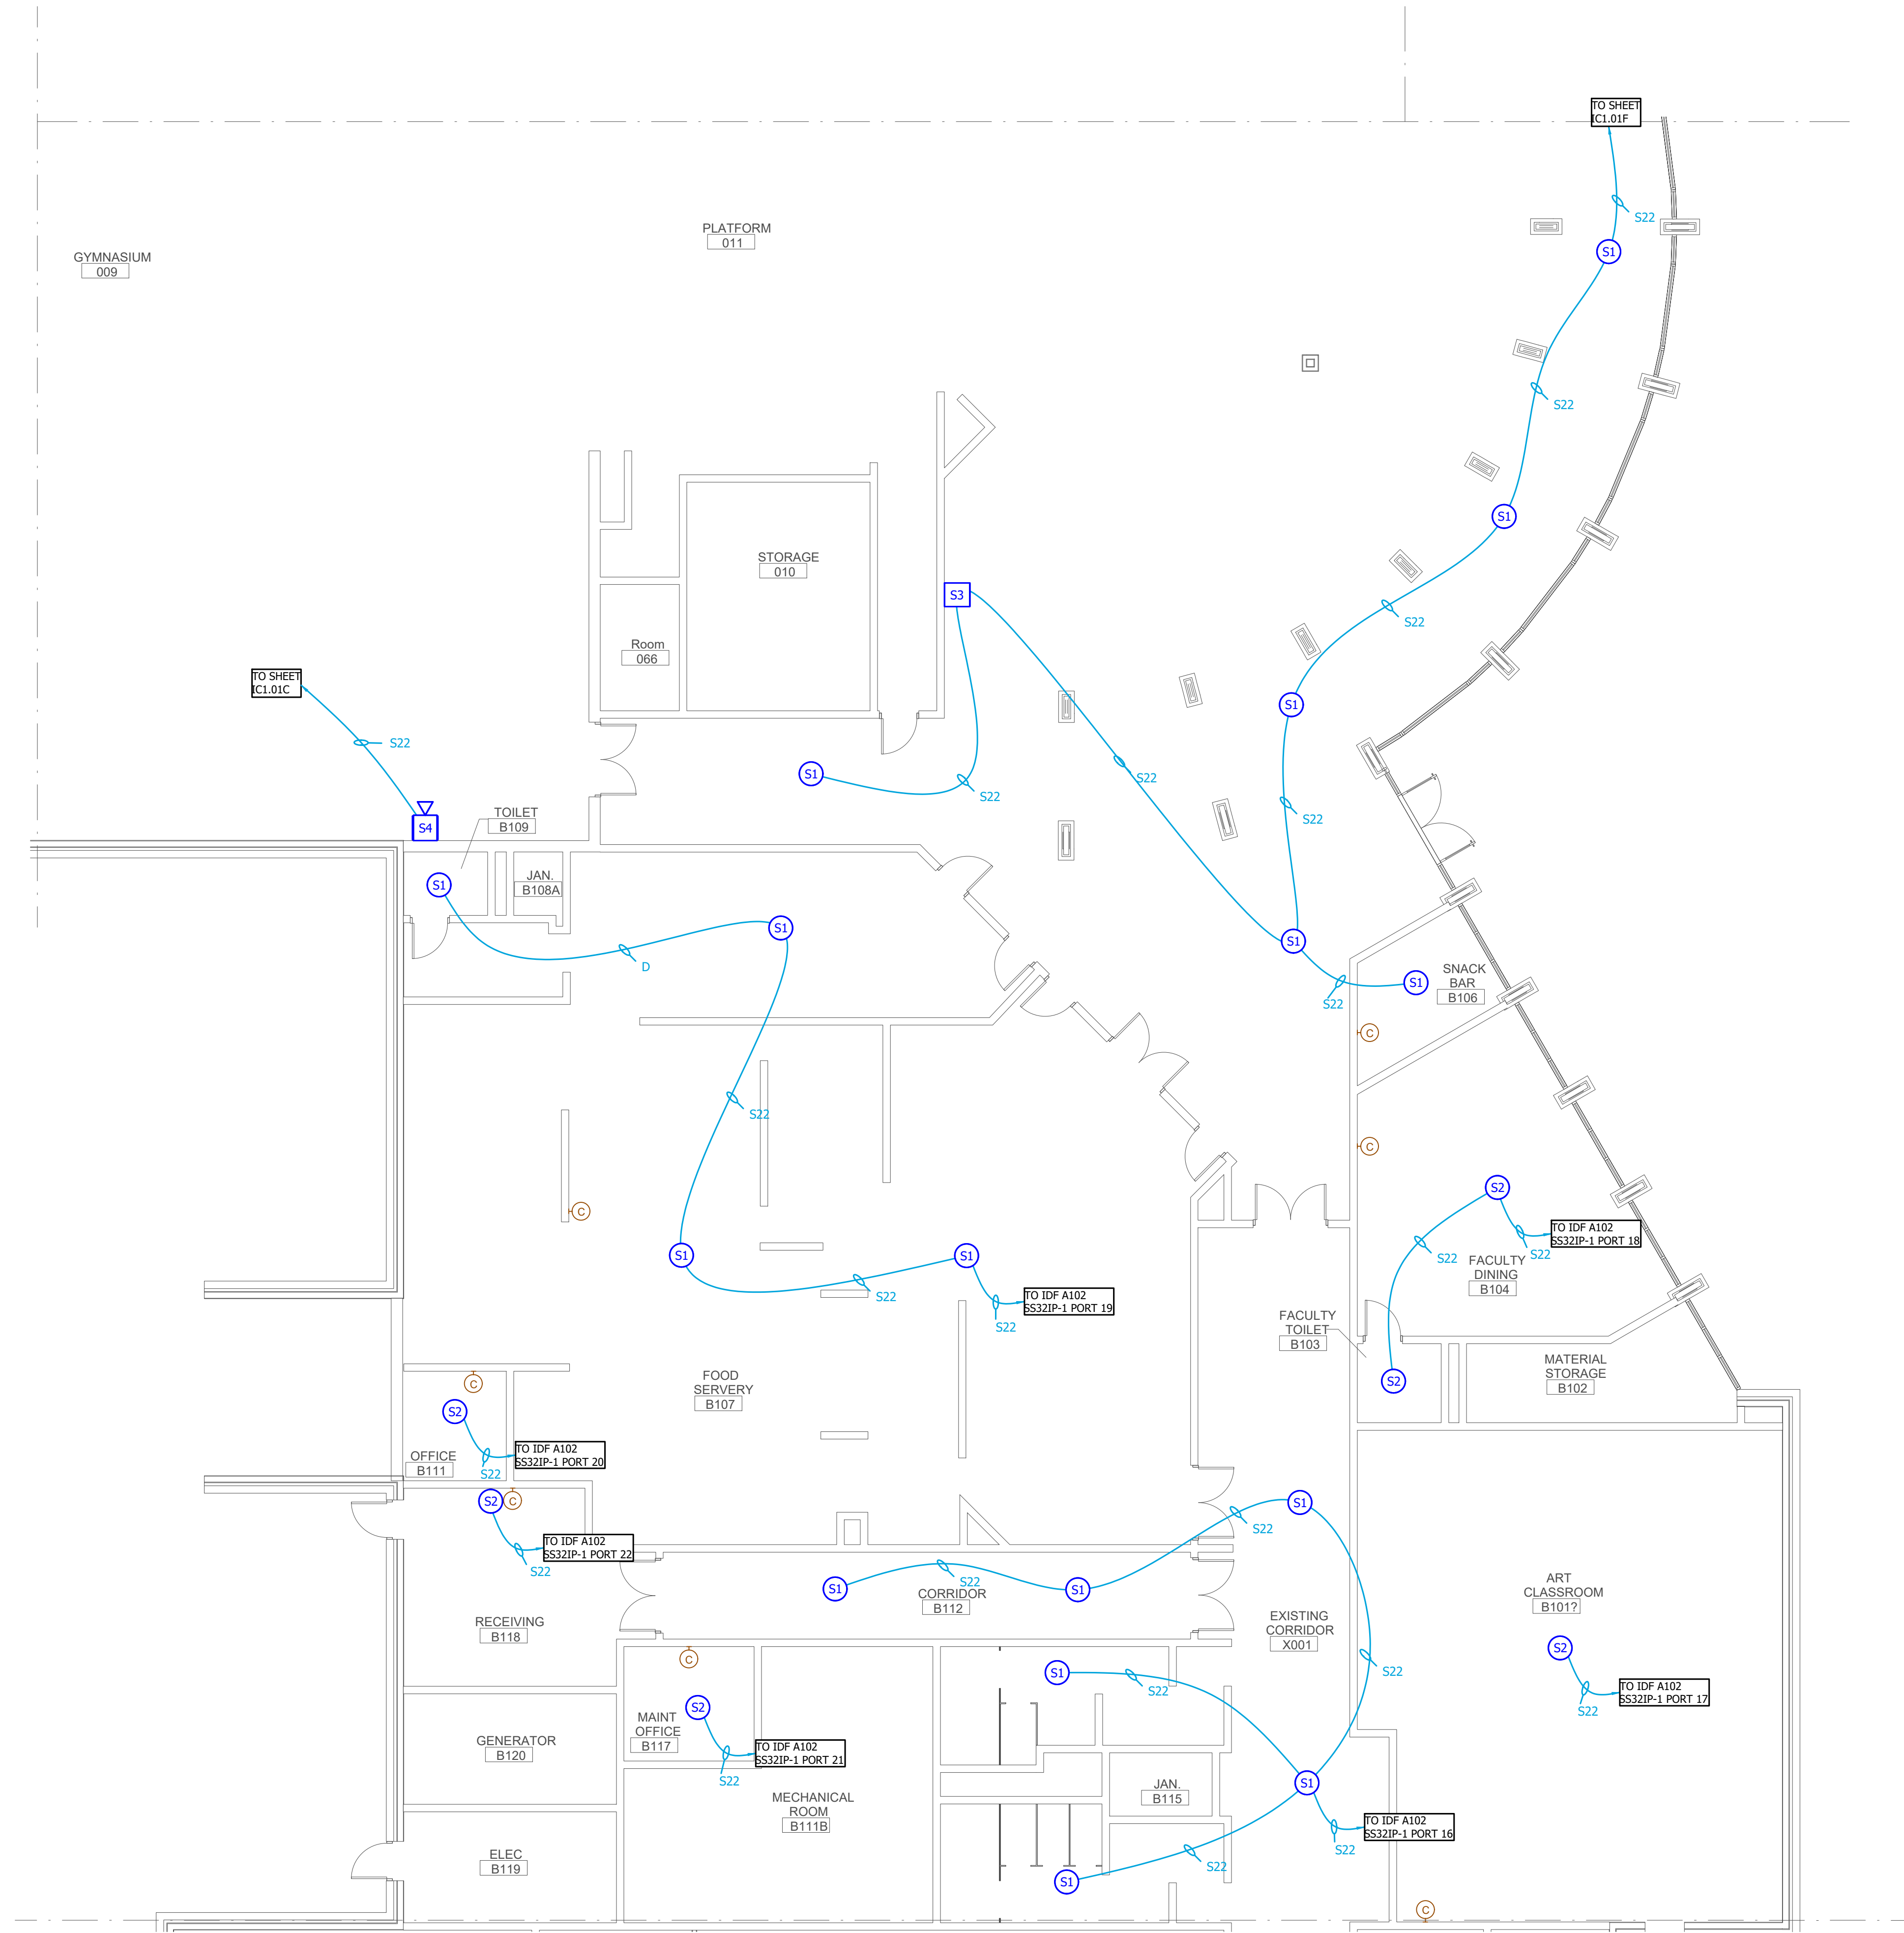 TO SHEET
IC1.01F
S22
PLATFORM
011
S1
GYMNASIUM
009
S22
S1
STORAGE
010
S3
S22
Room
066
TO SHEET
IC1.01C
S1
S22
S1
S22
S22
S22
S4
TOILET
B109
S22
JAN.
B108A
S1
S1
S1
D
SNACK
BAR
B106
S1
S22
C
S22
C
S2
C
S22
TO IDF A102
SS32IP-1 PORT 18
S22
S1
S1
FACULTY
DINING
B104
S22
TO IDF A102
SS32IP-1 PORT 19
S22
FACULTY
TOILET
B103
MATERIAL
STORAGE
B102
FOOD
SERVERY
B107
C
S2
S2
OFFICE
B111
TO IDF A102
SS32IP-1 PORT 20
S22
S2
C
S1
S22
TO IDF A102
SS32IP-1 PORT 22
S22
S1
S22
S1
CORRIDOR
B112
ART
CLASSROOM
B101?
RECEIVING
B118
EXISTING
CORRIDOR
X001
C
S2
S22
S1
S22
TO IDF A102
SS32IP-1 PORT 17
S22
S2
MAINT
OFFICE
B117
GENERATOR
B120
TO IDF A102
SS32IP-1 PORT 21
S22
JAN.
B115
S1
MECHANICAL
ROOM
B111B
TO IDF A102
SS32IP-1 PORT 16
S22
ELEC
B119
S22
S1
C